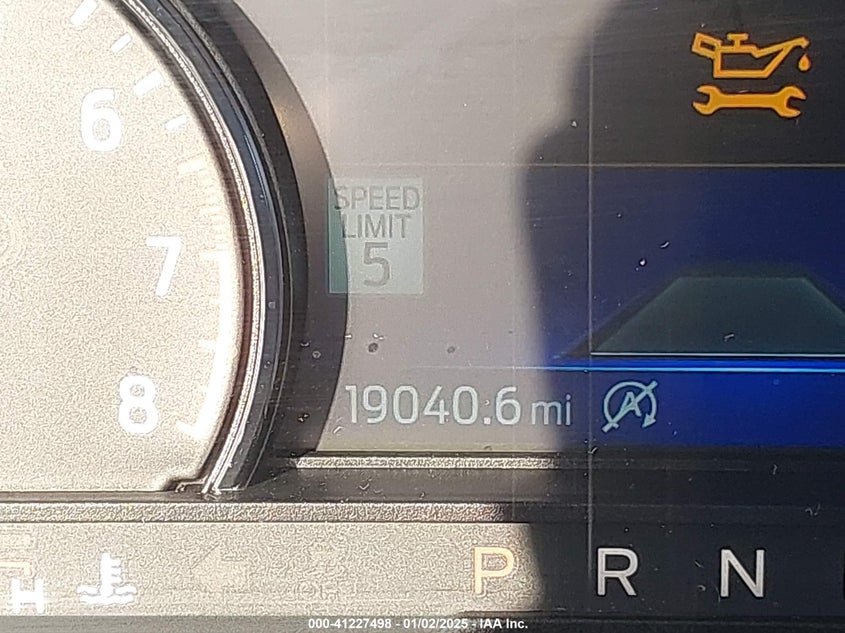 6
SPEED
LIMIT
5
7
8
19040.6 mi
A
H
P R N
000-41227498 - 01/02/2025 - IAA Inc.